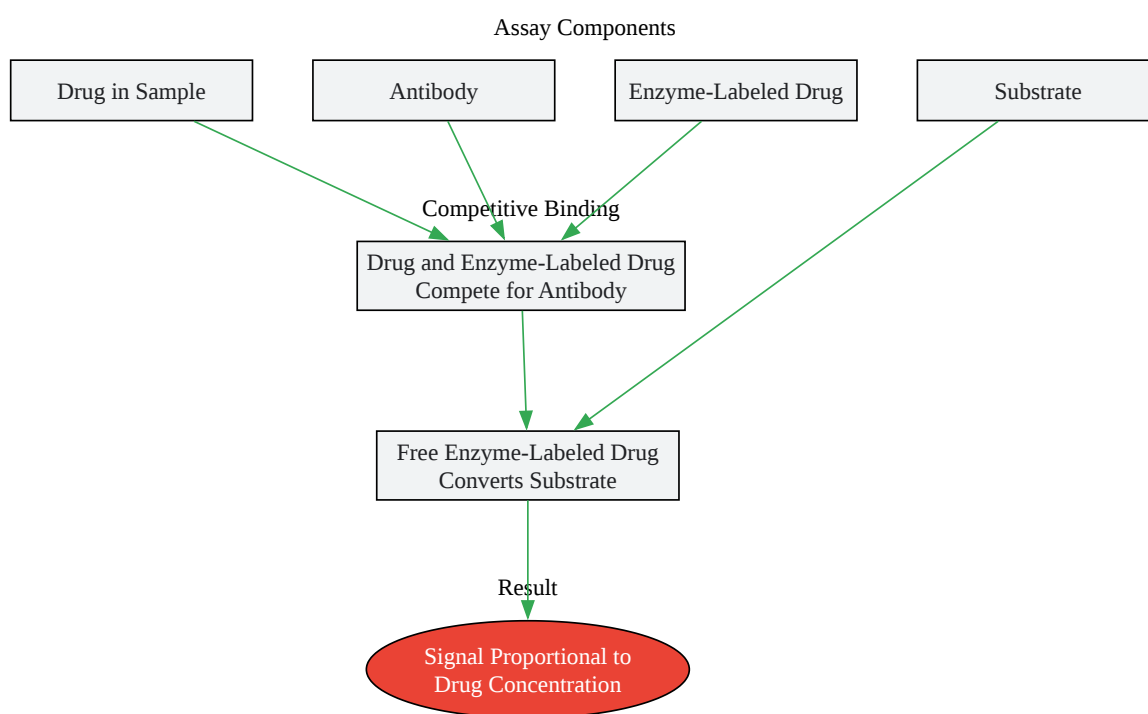 Assay Components
Drug in Sample
Antibody
Enzyme-Labeled Drug
Substrate
Competitive Binding
Drug and Enzyme-Labeled Drug
Compete for Antibody
Free Enzyme-Labeled Drug
Converts Substrate
Result
Signal Proportional to
Drug Concentration